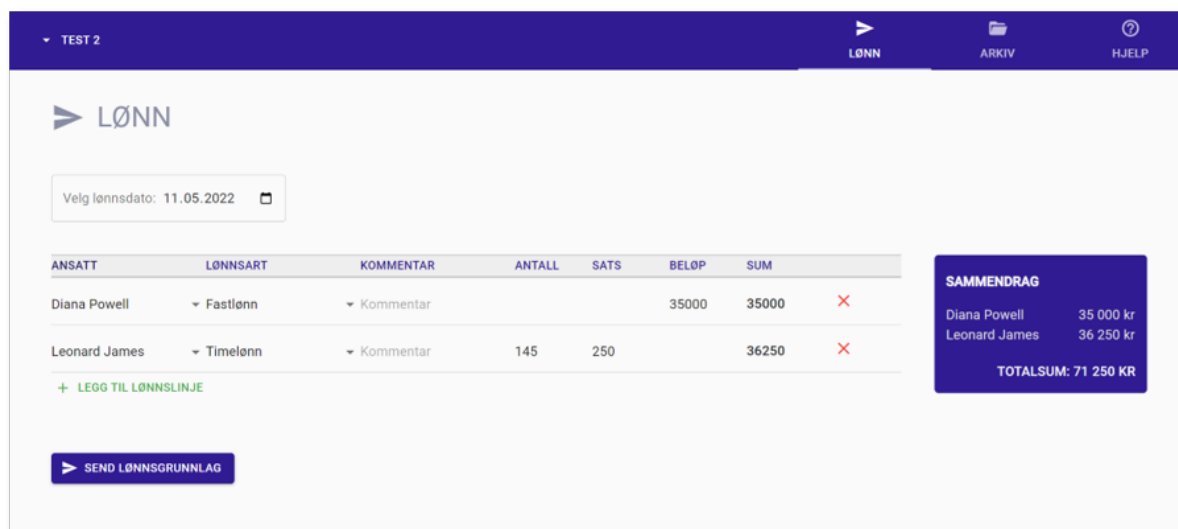 TEST 2
LØNN
ARKIV
HJELP
LØNN
Velg lønnsdato: 11.05.2022
ANSATT LØNNSART KOMMENTAR ANTALL SATS BELØP SUM
Diana Powell Fastlønn Kommentar 35000 35000
Leonard James Timelønn Kommentar 145 250 36250
+ LEGG TIL LØNNSLINJE
SEND LØNNSGRUNNLAG
SAMMENDRAG
Diana Powell 35 000 kr
Leonard James 36 250 kr
TOTALSUM: 71 250 KR